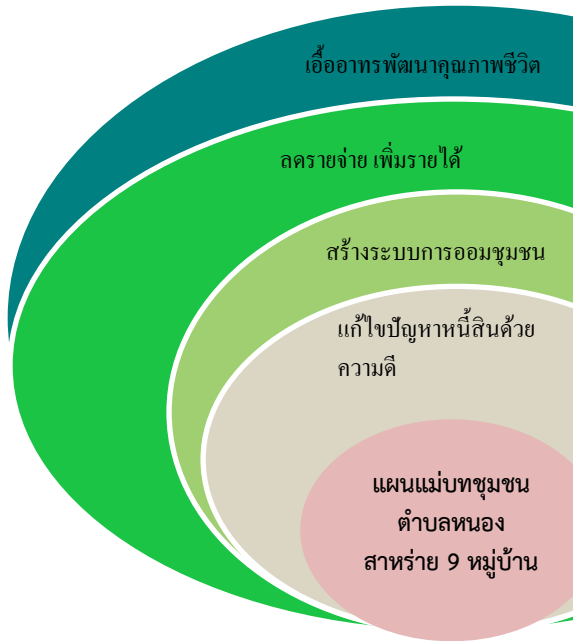 เอื้ออาทรพัฒนาคุณภาพชีวิต
ลดรายจ่าย เพิ่มรายได้
สร้างระบบการออมชุมชน
แก้ไขปัญหาหนี้สินด้วย
ความดี
แผนแม่บทชุมชน
ตำบลหนอง
สาหร่าย 9 หมู่บ้าน